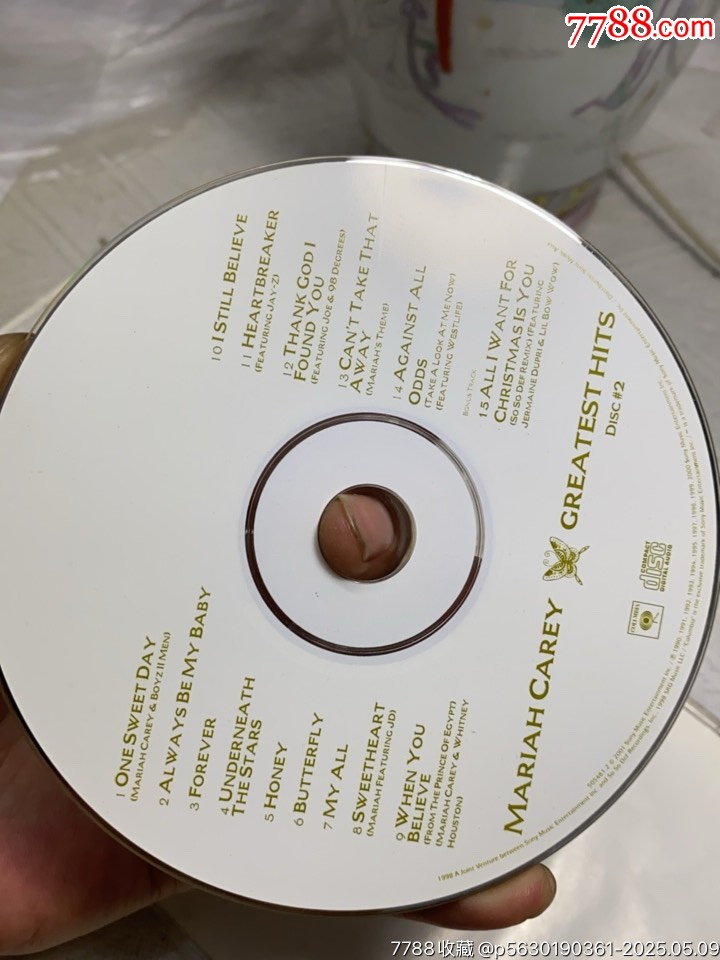 7788.com
MARIAH CAREY GREATEST HITS
DISC #2
1 ONE SWEET DAY
(MARIAH CAREY & BOYZ II MEN)
2 ALWAYS BE MY BABY
3 FOREVER
4 UNDERNEATH
THE STARS
5 HONEY
6 BUTTERFLY
7 MY ALL
8 SWEETHEART
(MARIAH FEATURING JD)
9 WHEN YOU
BELIEVE
(FROM THE PRINCE OF EGYPT)
(MARIAH CAREY & WHITNEY
HOUSTON)
10 I STILL BELIEVE
11 HEARTBREAKER
(FEATURING JAY-Z)
12 THANK GOD I
FOUND YOU
(FEATURING JOE & 98 DEGREES)
13 CAN'T TAKE THAT
AWAY
(MARIAH'S THEME)
14 AGAINST ALL
ODDS
(TAKE A LOOK AT ME NOW)
(FEATURING WESTLIFE)
BONUS TRACK
15 ALL I WANT FOR
CHRISTMAS IS YOU
(SO SO DEF REMIX) (FEATURING
JERMAINE DUPRI & LIL BOW WOW)
COLUMBIA
COMPACT
disc
DIGITAL AUDIO
7788收藏 @p5630190361-2025.05.09